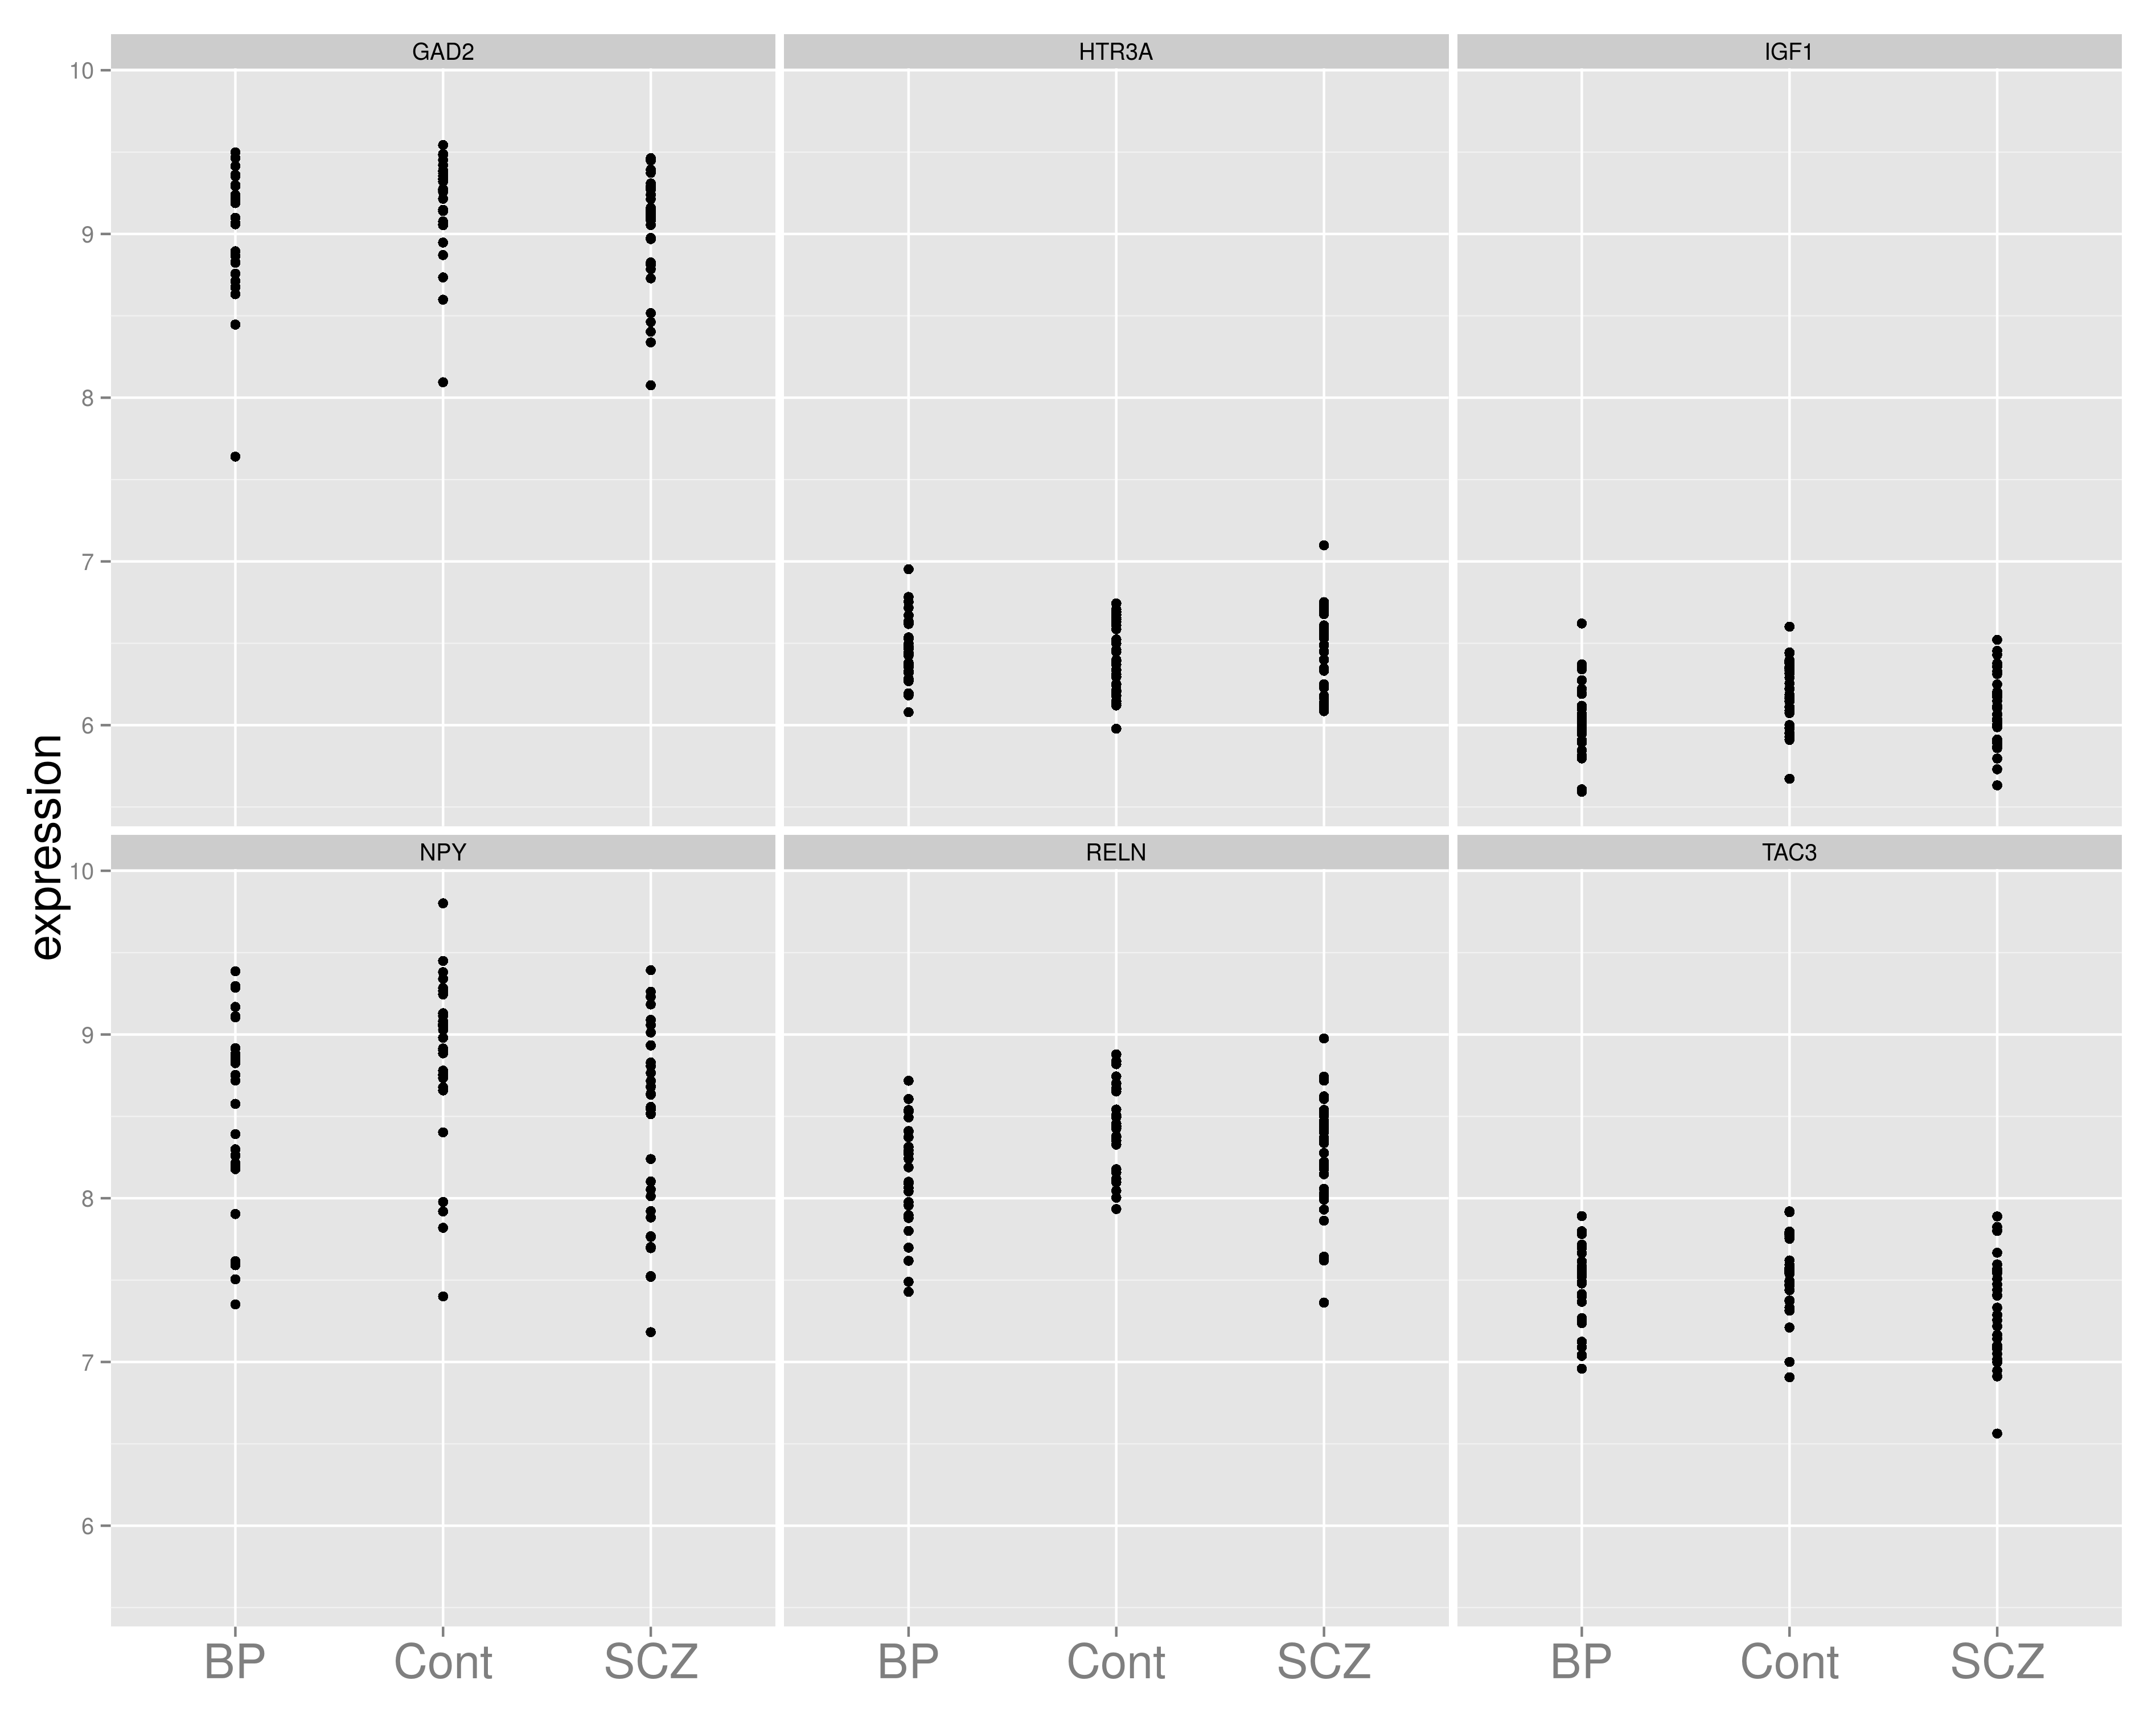 GAD2 HTR3A IGF1
10
9
8
7
6
expression
NPY RELN TAC3
10
9
8
7
6
BP Cont SCZ BP Cont SCZ BP Cont SCZ